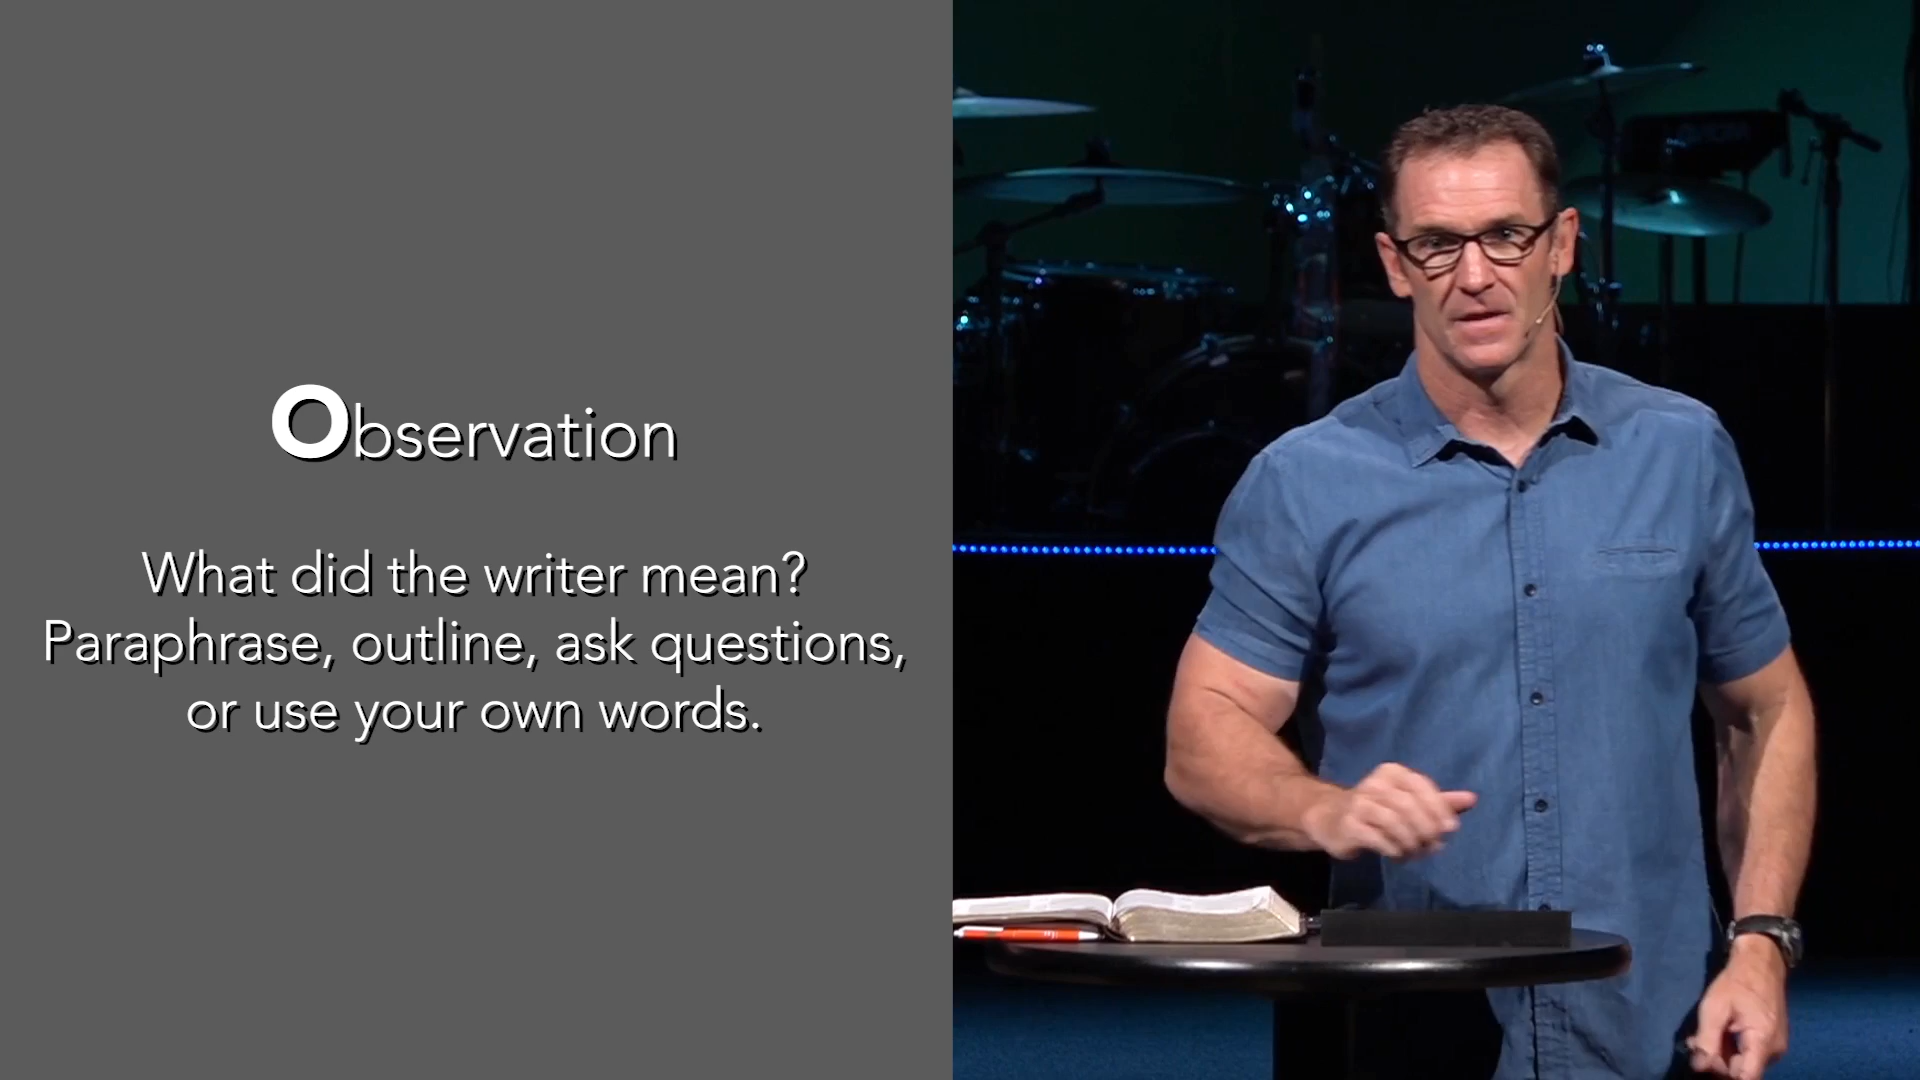 Observation
What did the writer mean?
Paraphrase, outline, ask questions,
or use your own words.